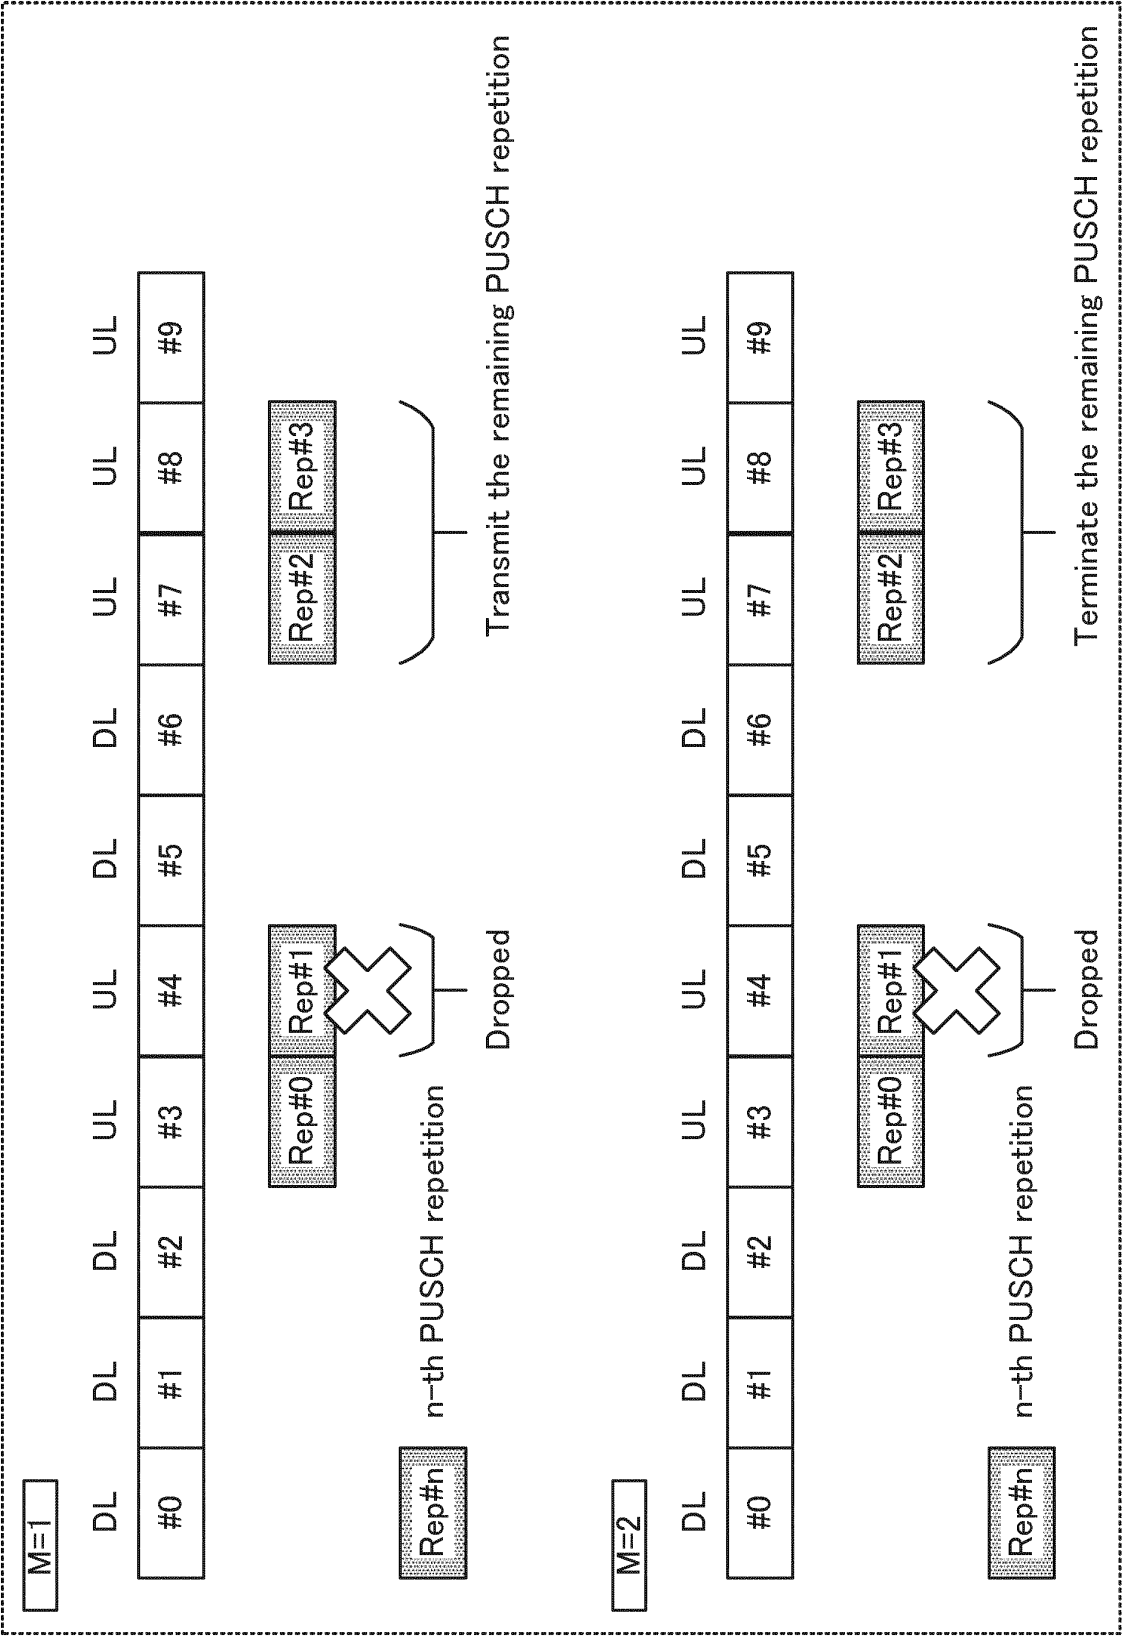 M=1
DL DL DL UL UL DL DL UL UL UL
#0 #1 #2 #3 #4 #5 #6 #7 #8 #9
Rep#0 Rep#1 Rep#2 Rep#3
Rep#n n-th PUSCH repetition
Dropped
Transmit the remaining PUSCH repetition
M=2
DL DL DL UL UL DL DL UL UL UL
#0 #1 #2 #3 #4 #5 #6 #7 #8 #9
Rep#0 Rep#1 Rep#2 Rep#3
Rep#n n-th PUSCH repetition
Dropped
Terminate the remaining PUSCH repetition